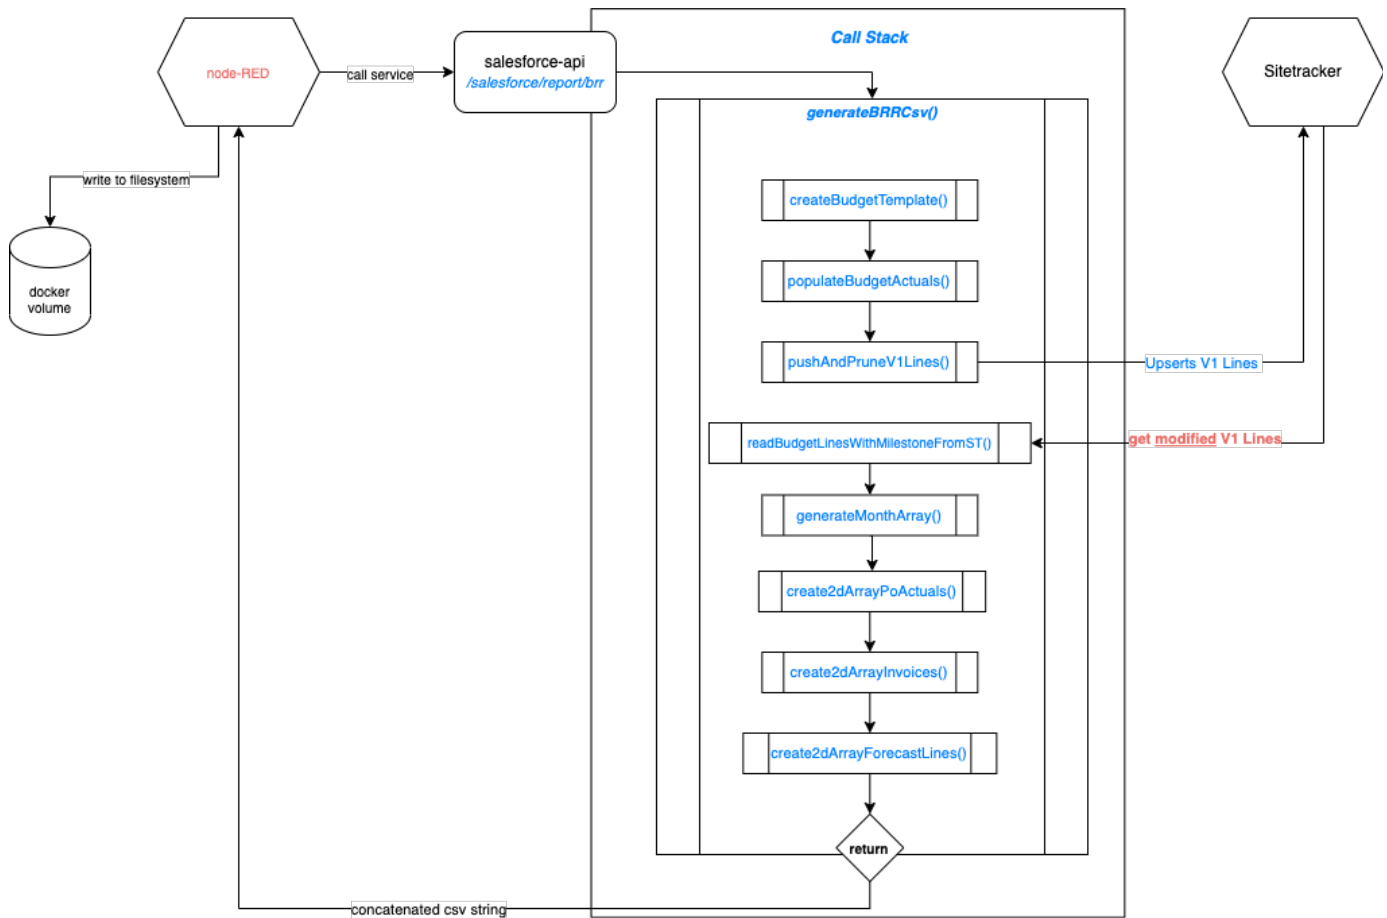 Call Stack
node-RED
call service
salesforce-api
/salesforce/report/brr
Sitetracker
generateBRRCsv()
write to filesystem
createBudgetTemplate()
docker
volume
populateBudgetActuals()
pushAndPruneV1Lines()
Upserts V1 Lines
readBudgetLinesWithMilestoneFromST()
get modified V1 Lines
generateMonthArray()
create2dArrayPoActuals()
create2dArrayInvoices()
create2dArrayForecastLines()
return
concatenated csv string